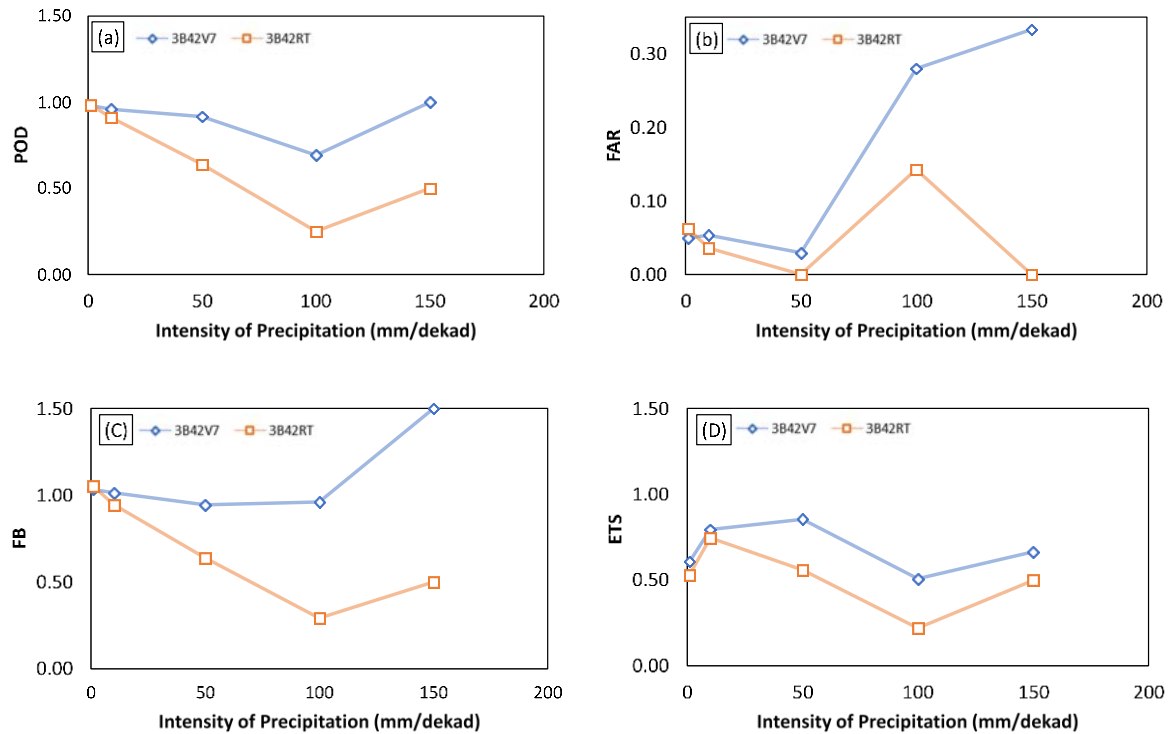 1.50
(a)
3B42V7
3B42RT
1.00
POD
0.50
0.00
0
50
100
150
200
Intensity of Precipitation (mm/dekad)
(b)
3B42V7
3B42RT
0.30
0.20
FAR
0.10
0.00
0
50
100
150
200
Intensity of Precipitation (mm/dekad)
1.50
(C)
3B42V7
3B42RT
1.00
FB
0.50
0.00
0
50
100
150
200
Intensity of Precipitation (mm/dekad)
1.50
3B42V7
3B42RT
(D)
1.00
ETS
0.50
0.00
0
50
100
150
200
Intensity of Precipitation (mm/dekad)